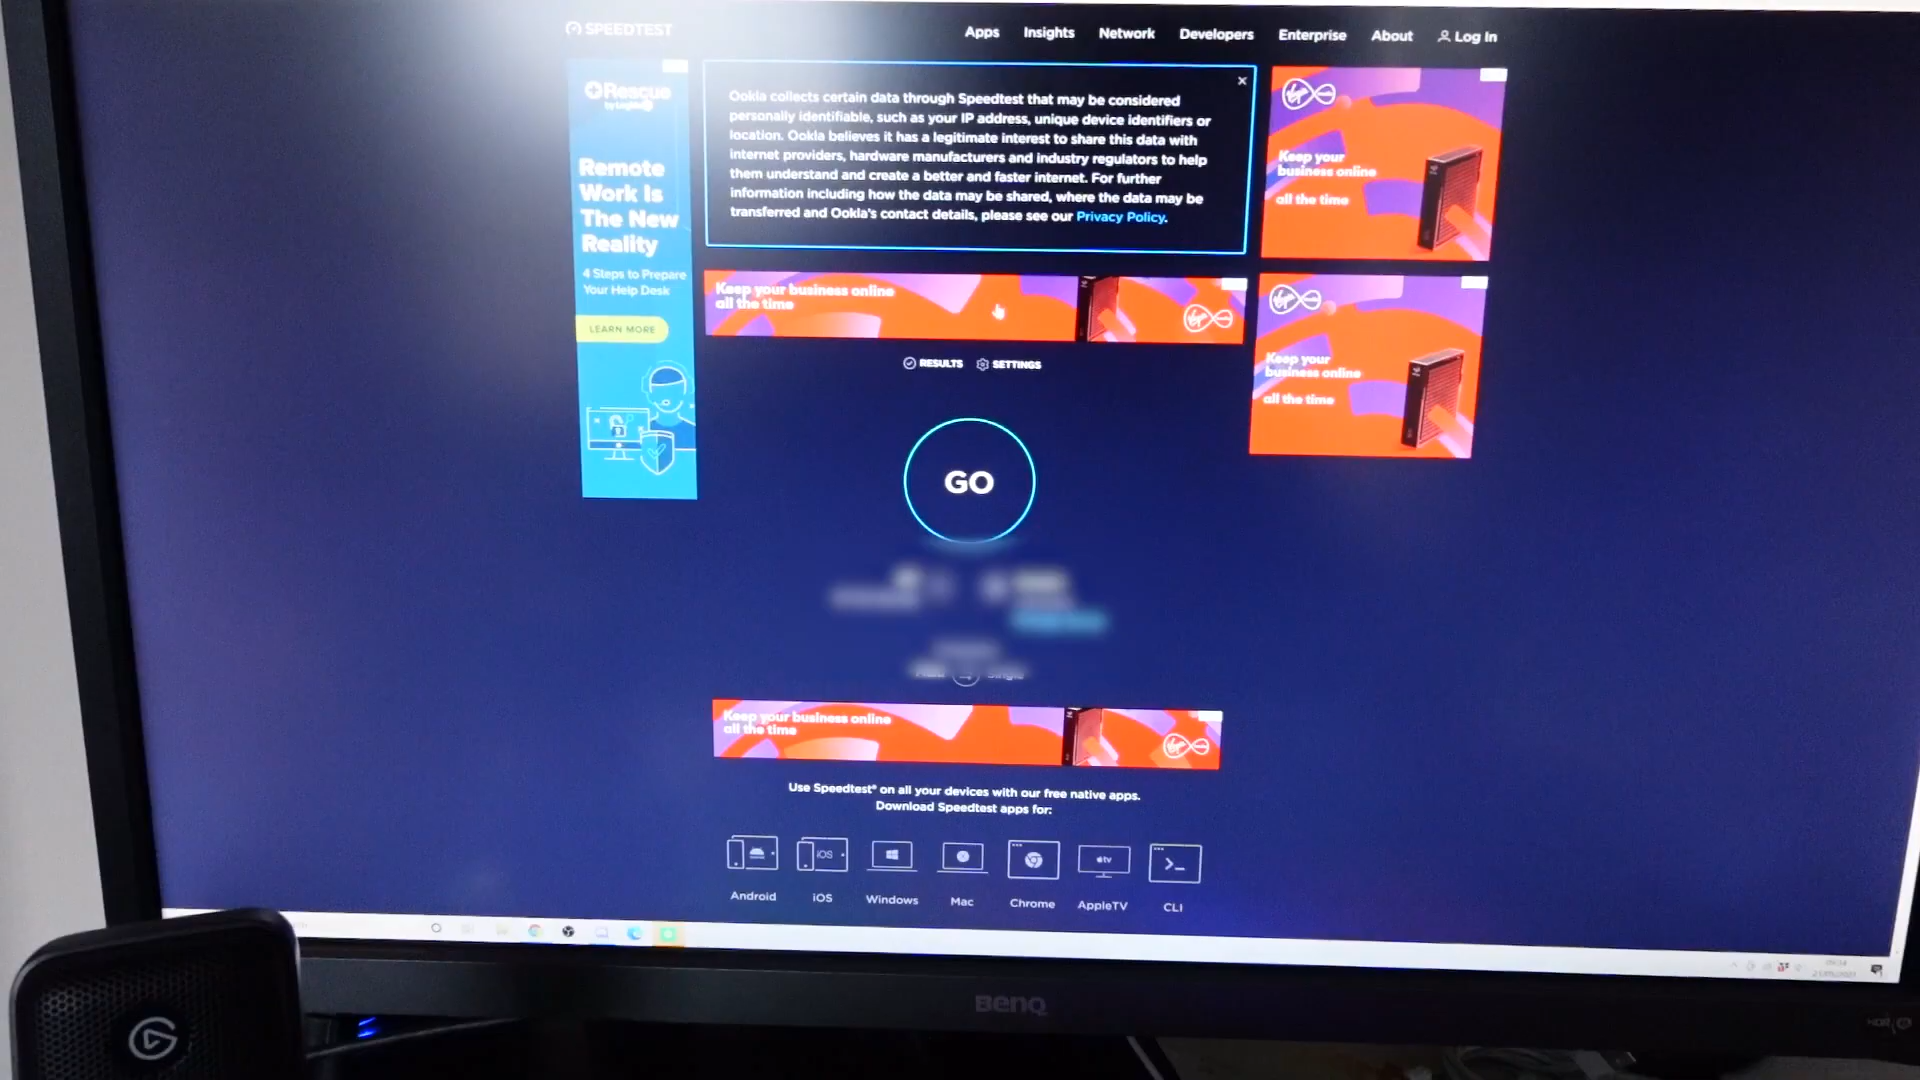 SPEEDTEST
Apps Insights Network Developers Enterprise About Log In
Rescue
Remote
Work Is
The New
Reality
4 Steps to Prepare
Your Help Desk
LEARN MORE
Ookla collects certain data through Speedtest that may be considered
personally identifiable, such as your IP address, unique device identifiers or
location. Ookla believes it has a legitimate interest to share this data with
internet providers, hardware manufacturers and industry regulators to help
them understand and create a better and faster internet. For further
information including how the data may be shared, where the data may be
transferred and Ookla's contact details, please see our Privacy Policy.
Keep your
business online
all the time
Keep your business online
all the time
Keep your
business online
all the time
RESULTS SETTINGS
GO
Keep your business online
all the time
Use Speedtest® on all your devices with our free native apps.
Download Speedtest apps for:
iOS
tv
Android iOS Windows Mac Chrome AppleTV CLI
BenQ